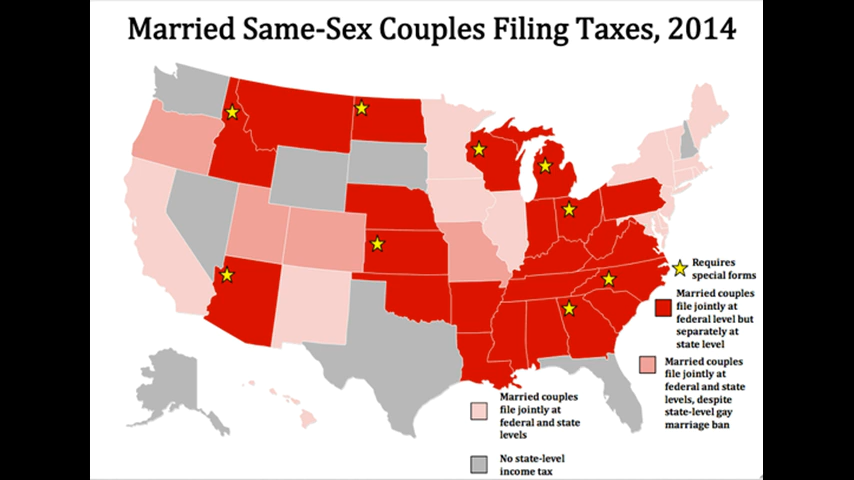 Married Same-Sex Couples Filing Taxes, 2014
Requires
special forms
Married couples
file jointly at
federal level but
separately at
state level
Married couples
file jointly at
federal and state
levels, despite
state-level gay
marriage ban
Married couples
file jointly at
federal and state
levels
No state-level
income tax